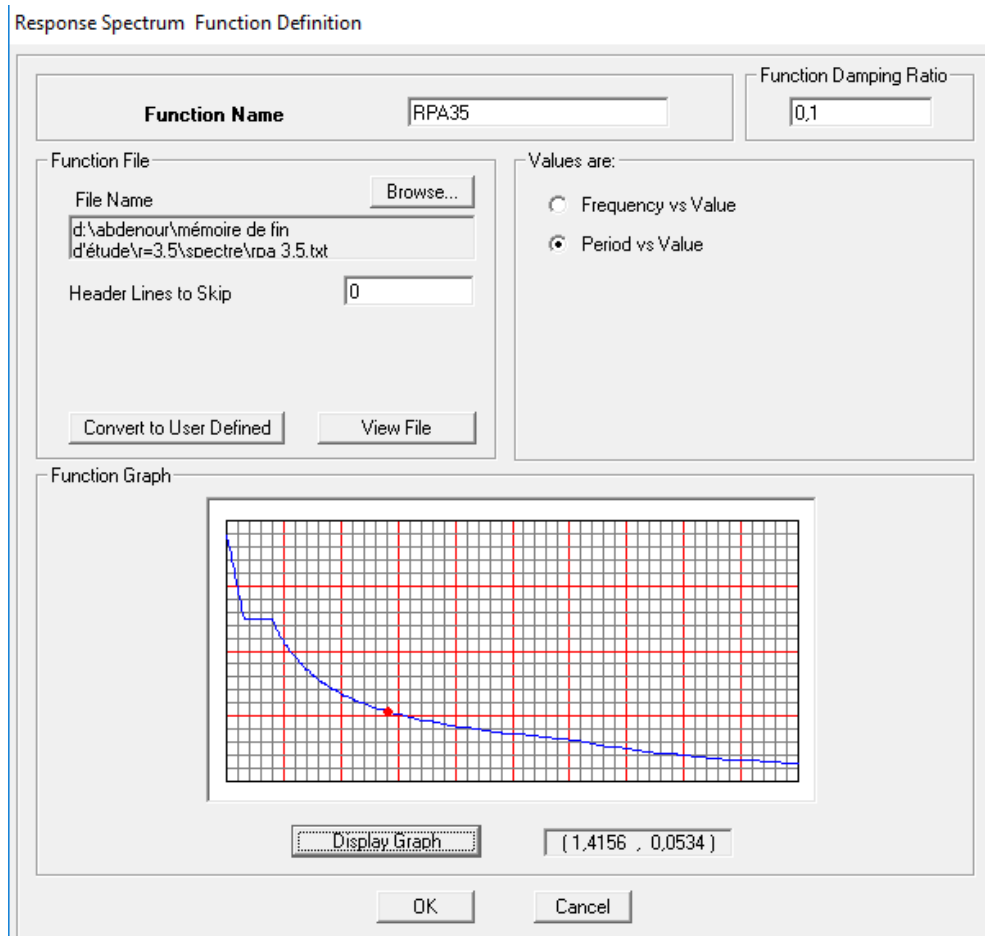 Response Spectrum Function Definition
Function Name
RPA35
Function Damping Ratio
0,1
Function File
File Name
Browse...
d:\abdenour\mémoire de fin
d'étude\r=3.5\spectre\rpa 3.5.txt
Header Lines to Skip
0
Convert to User Defined
View File
Values are:
Frequency vs Value
Period vs Value
Function Graph
Display Graph
(1,4156 , 0,0534)
OK
Cancel